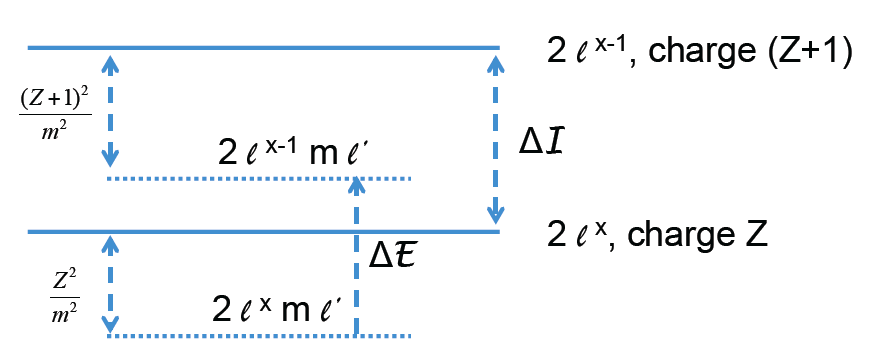 2 ℓ x-1, charge (Z+1)
(Z+1)²
m²
ΔI
2 ℓ x-1 m ℓ´
2 ℓ x, charge Z
ΔE
Z²
m²
2 ℓ x m ℓ´